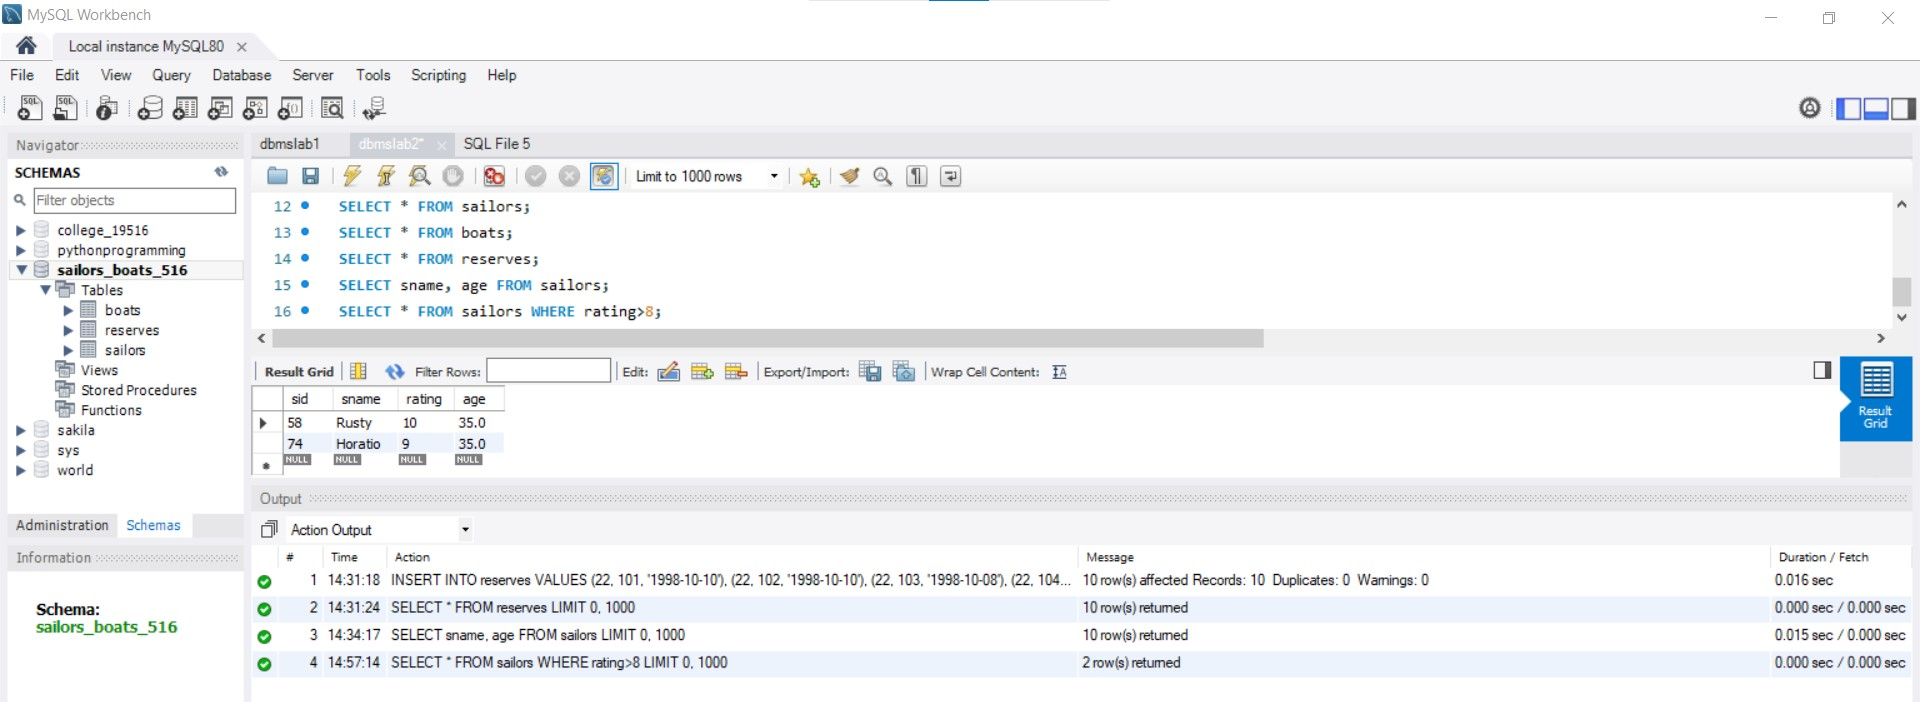 MySQL Workbench
Local instance MySQL80
File Edit View Query Database Server Tools Scripting Help
Navigator
SCHEMAS
Filter objects
college_19516
pythonprogramming
sailors_boats_516
Tables
boats
reserves
sailors
Views
Stored Procedures
Functions
sakila
sys
world
Administration Schemas
Information
Schema:
sailors_boats_516
dbmslab1 dbmslab2* SQL File 5
Limit to 1000 rows
12 SELECT * FROM sailors;
13 SELECT * FROM boats;
14 SELECT * FROM reserves;
15 SELECT sname, age FROM sailors;
16 SELECT * FROM sailors WHERE rating>8;
Result Grid Filter Rows: Edit: Export/Import: Wrap Cell Content:
sid sname rating age
58 Rusty 10 35.0
74 Horatio 9 35.0
NULL NULL NULL NULL
Result
Grid
Output
Action Output
# Time Action Message Duration / Fetch
1 14:31:18 INSERT INTO reserves VALUES (22, 101, '1998-10-10'), (22, 102, '1998-10-10'), (22, 103, '1998-10-08'), (22, 104... 10 row(s) affected Records: 10 Duplicates: 0 Warnings: 0 0.016 sec
2 14:31:24 SELECT * FROM reserves LIMIT 0, 1000 10 row(s) returned 0.000 sec / 0.000 sec
3 14:34:17 SELECT sname, age FROM sailors LIMIT 0, 1000 10 row(s) returned 0.015 sec / 0.000 sec
4 14:57:14 SELECT * FROM sailors WHERE rating>8 LIMIT 0, 1000 2 row(s) returned 0.000 sec / 0.000 sec